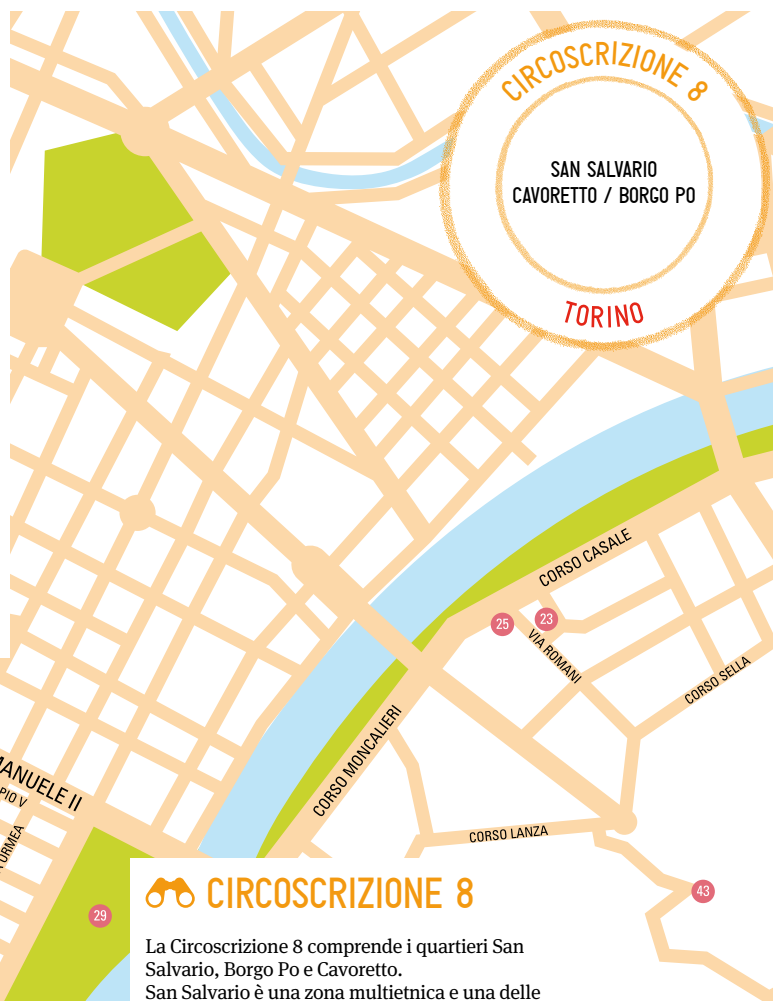 CIRCOSCRIZIONE 8
SAN SALVARIO
CAVORETTO / BORGO PO
TORINO
CORSO CASALE
25
23
VIA ROMANI
CORSO SELLA
CORSO MONCALIERI
MANUELE II
PIO V
ORMEA
CORSO LANZA
43
29
CIRCOSCRIZIONE 8
La Circoscrizione 8 comprende i quartieri San
Salvario, Borgo Po e Cavoretto.
San Salvario è una zona multietnica e una delle